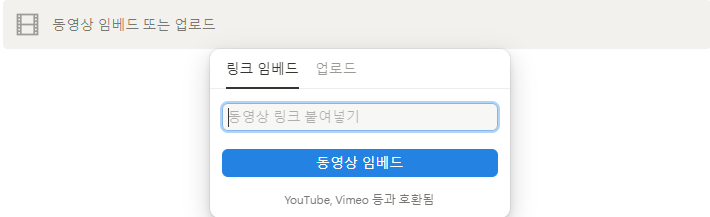 동영상 임베드 또는 업로드
링크 임베드 업로드
동영상 링크 붙여넣기
동영상 임베드
YouTube, Vimeo 등과 호환됨